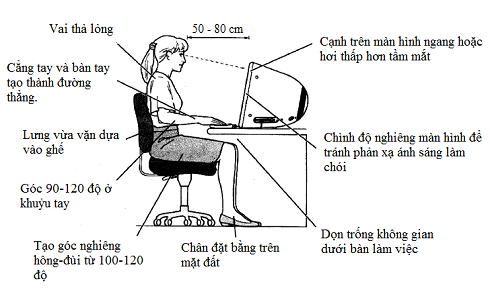 Vai thả lỏng
50 - 80 cm
Cạnh trên màn hình ngang hoặc
hơi thấp hơn tầm mắt
Cẳng tay và bàn tay
tạo thành đường
thẳng.
Lưng vừa vặn dựa
vào ghế
Chình độ nghiêng màn hình để
tránh phản xạ ánh sáng làm
chói
Góc 90-120 độ ở
khuỷu tay
Tạo góc nghiêng
hông-đùi từ 100-120
độ
Chân đặt bằng trên
mặt đất
Dọn trống không gian
dưới bàn làm việc